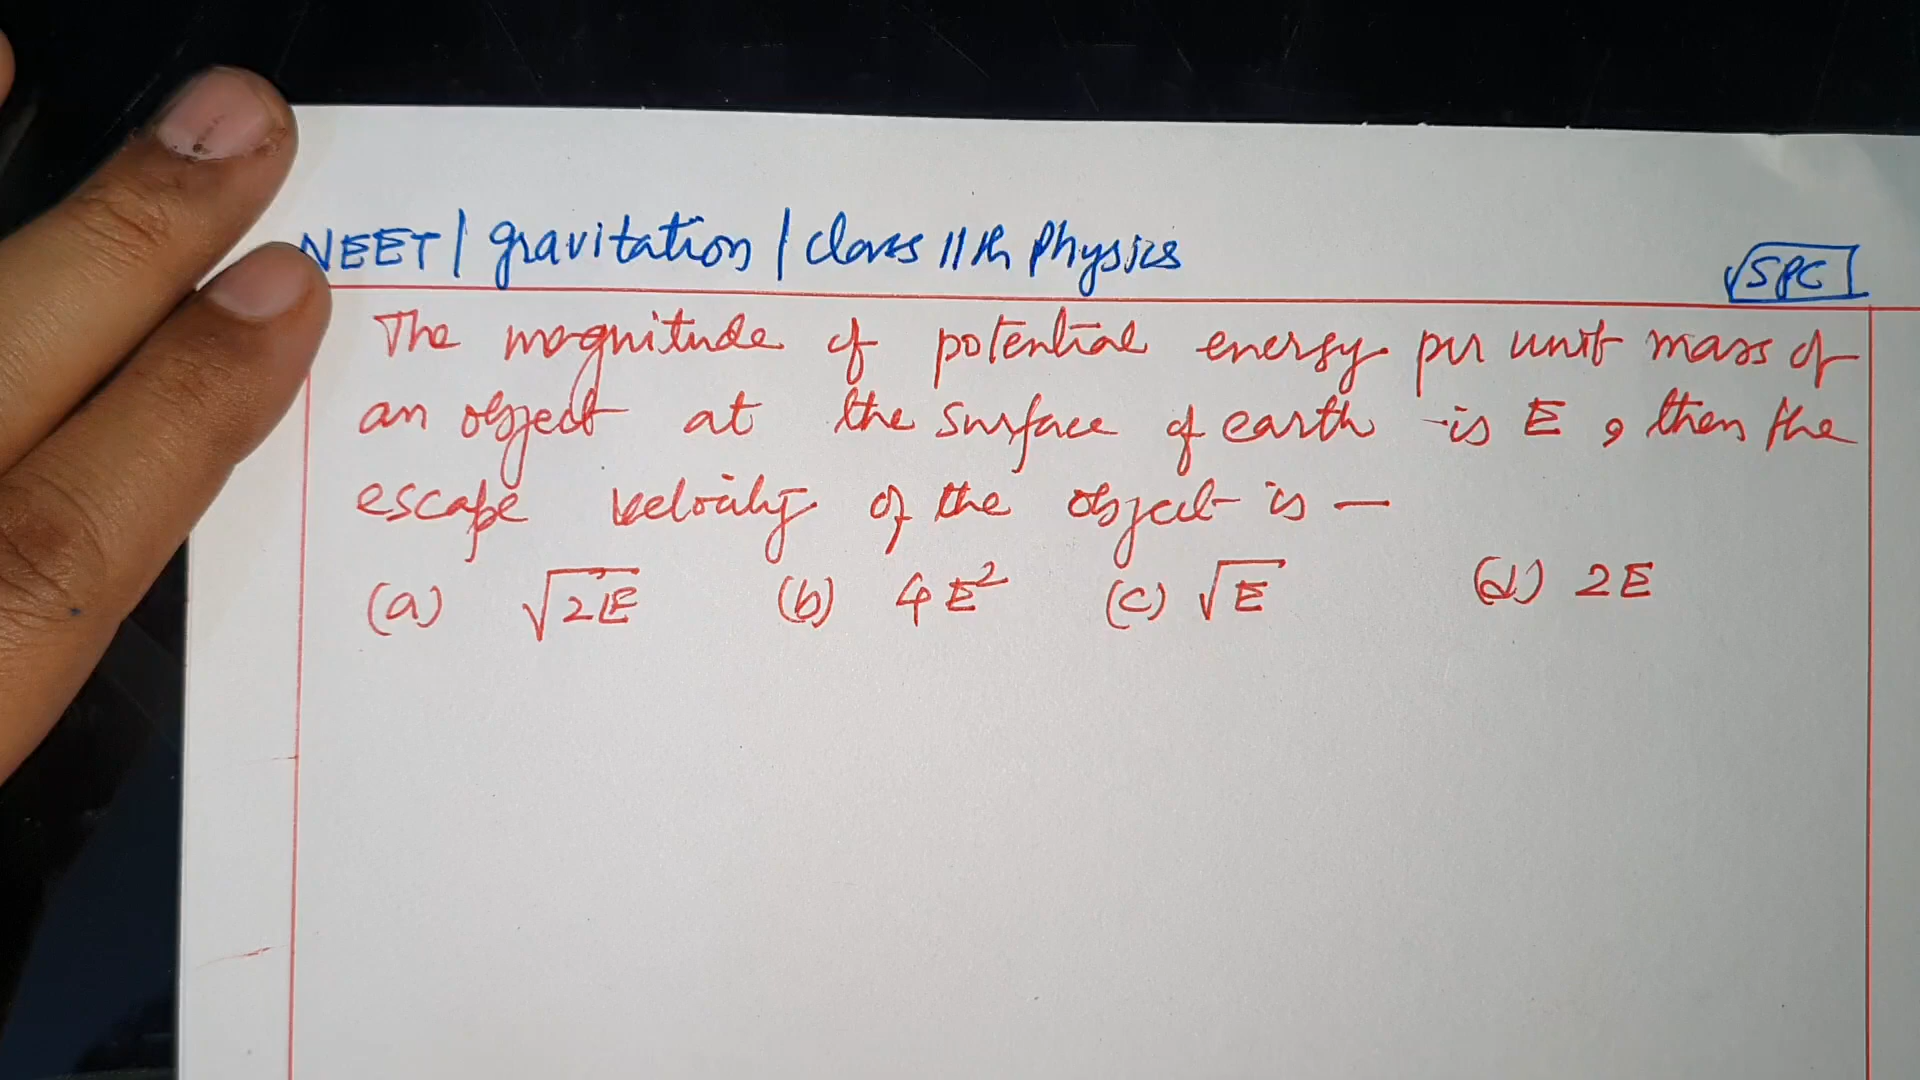 NEET | gravitation | class 11th Physics
√SPC
The magnitude of potential energy per unit mass of
an object at the surface of earth is E, then the
escape velocity of the object is –
(a) √2E (b) 4E² (c) √E (d) 2E